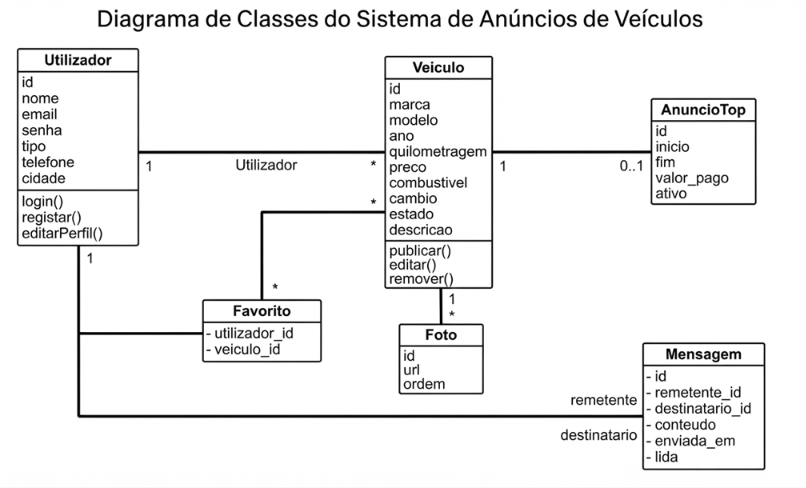 Diagrama de Classes do Sistema de Anúncios de Veículos
Utilizador
id
nome
email
senha
tipo
telefone
cidade
login()
registar()
editarPerfil()
1
Utilizador
*
Veiculo
id
marca
modelo
ano
quilometragem
preco
combustivel
cambio
estado
descricao
publicar()
editar()
remover()
1
0..1
AnuncioTop
id
inicio
fim
valor_pago
ativo
*
*
1
Favorito
- utilizador_id
- veiculo_id
1
*
Foto
id
url
ordem
remetente
destinatario
Mensagem
- id
- remetente_id
- destinatario_id
- conteudo
- enviada_em
- lida